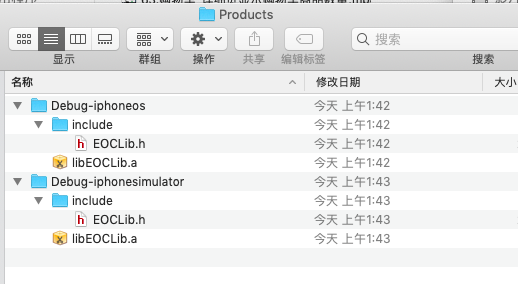 Products
搜索
显示
群组
操作
共享
编辑标签
搜索
名称
修改日期
大小
Debug-iphoneos
今天 上午1:42
include
今天 上午1:42
h EOCLib.h
今天 上午1:42
libEOCLib.a
今天 上午1:42
Debug-iphonesimulator
今天 上午1:43
include
今天 上午1:43
h EOCLib.h
今天 上午1:43
libEOCLib.a
今天 上午1:43